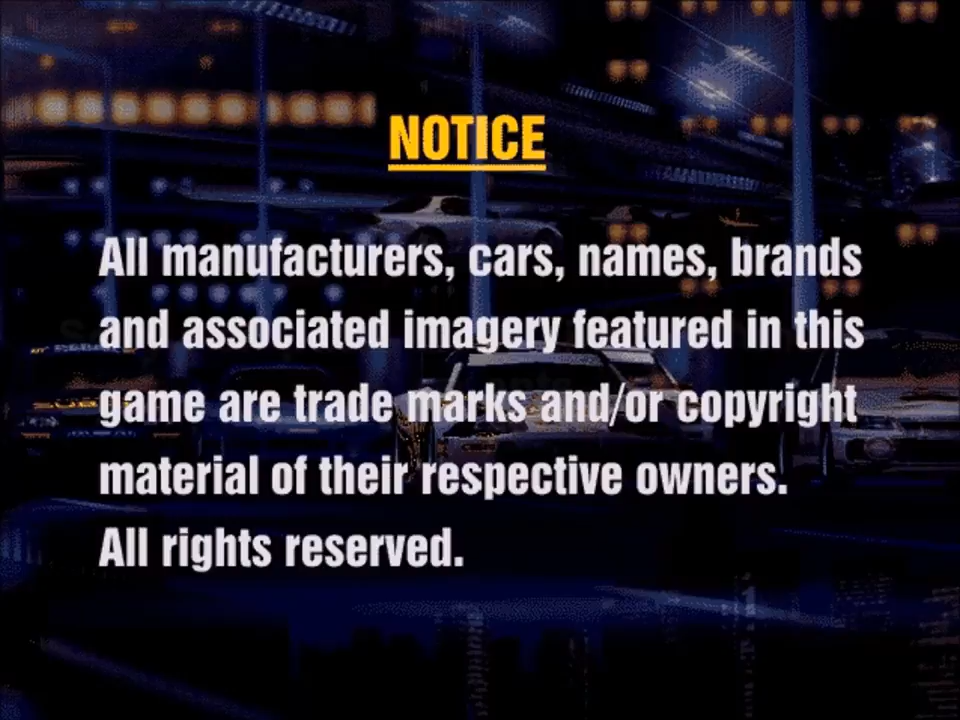 NOTICE
All manufacturers, cars, names, brands
and associated imagery featured in this
game are trade marks and/or copyright
material of their respective owners.
All rights reserved.